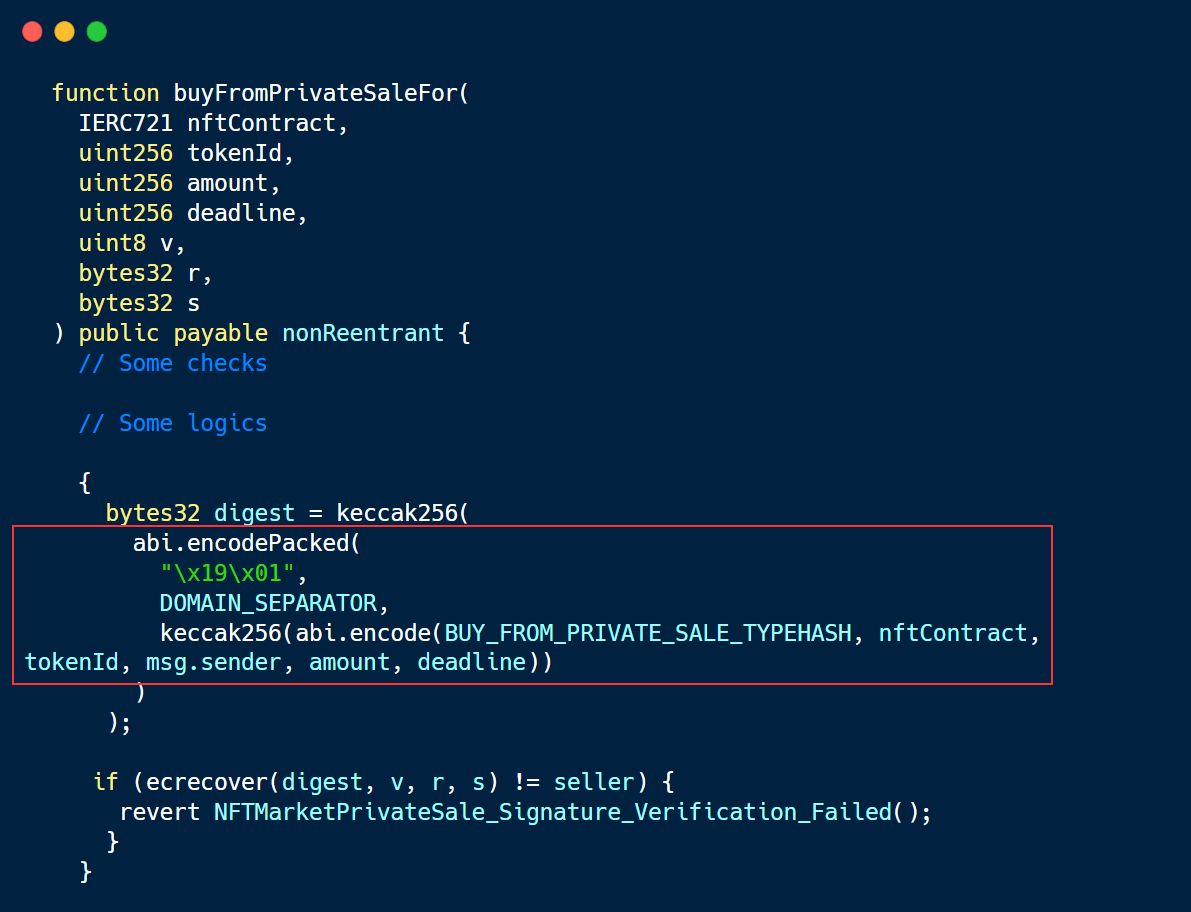 function buyFromPrivateSaleFor(
IERC721 nftContract,
uint256 tokenId,
uint256 amount,
uint256 deadline,
uint8 v,
bytes32 r,
bytes32 s
) public payable nonReentrant {
// Some checks
// Some logics
{
bytes32 digest = keccak256(
abi.encodePacked(
"\x19\x01",
DOMAIN_SEPARATOR,
keccak256(abi.encode(BUY_FROM_PRIVATE_SALE_TYPEHASH, nftContract,
tokenId, msg.sender, amount, deadline))
)
);
if (ecrecover(digest, v, r, s) != seller) {
revert NFTMarketPrivateSale_Signature_Verification_Failed();
}
}